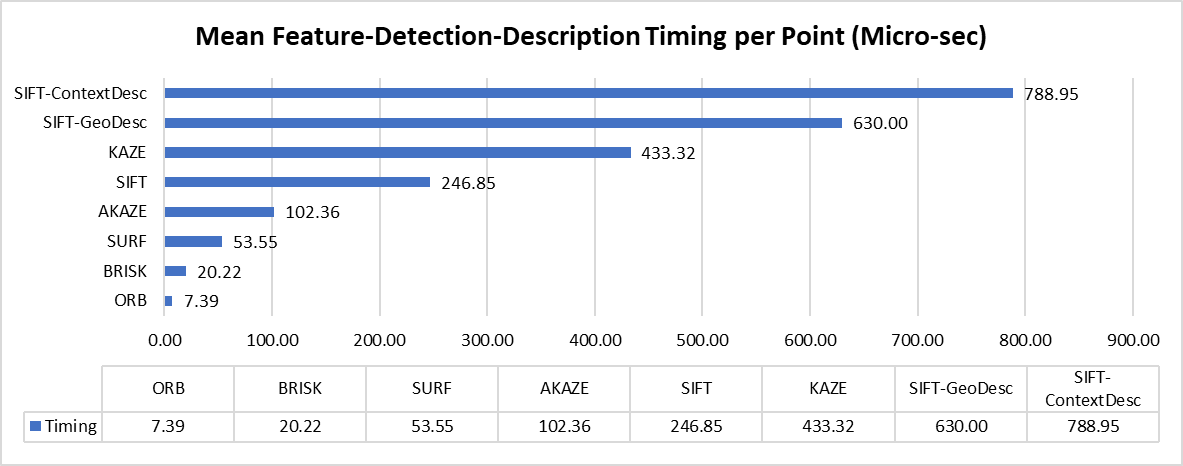 Mean Feature-Detection-Description Timing per Point (Micro-sec)
SIFT-ContextDesc 788.95
SIFT-GeoDesc 630.00
KAZE 433.32
SIFT 246.85
AKAZE 102.36
SURF 53.55
BRISK 20.22
ORB 7.39
0.00 100.00 200.00 300.00 400.00 500.00 600.00 700.00 800.00 900.00
ORB BRISK SURF AKAZE SIFT KAZE SIFT-GeoDesc SIFT-
ContextDesc
Timing 7.39 20.22 53.55 102.36 246.85 433.32 630.00 788.95